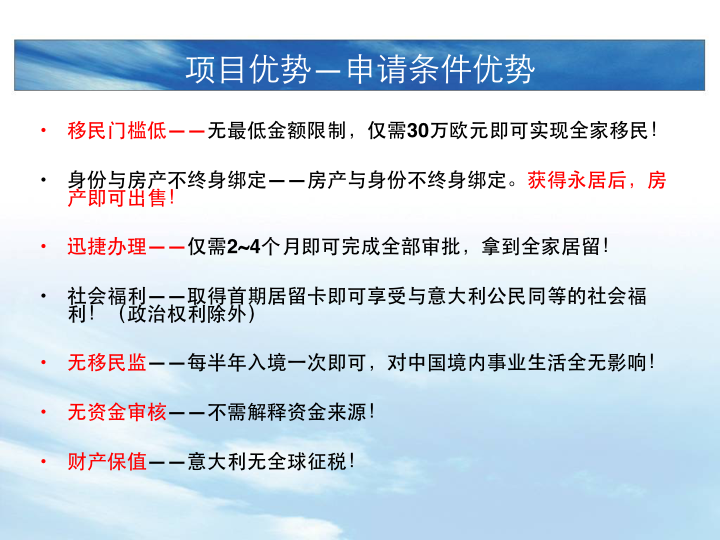 项目优势—申请条件优势
• 移民门槛低——无最低金额限制，仅需30万欧元即可实现全家移民！
• 身份与房产不终身绑定——房产与身份不终身绑定。获得永居后，房
产即可出售！
• 迅捷办理——仅需2~4个月即可完成全部审批，拿到全家居留！
• 社会福利——取得首期居留卡即可享受与意大利公民同等的社会福
利！（政治权利除外）
• 无移民监——每半年入境一次即可，对中国境内事业生活全无影响！
• 无资金审核——不需解释资金来源！
• 财产保值——意大利无全球征税！